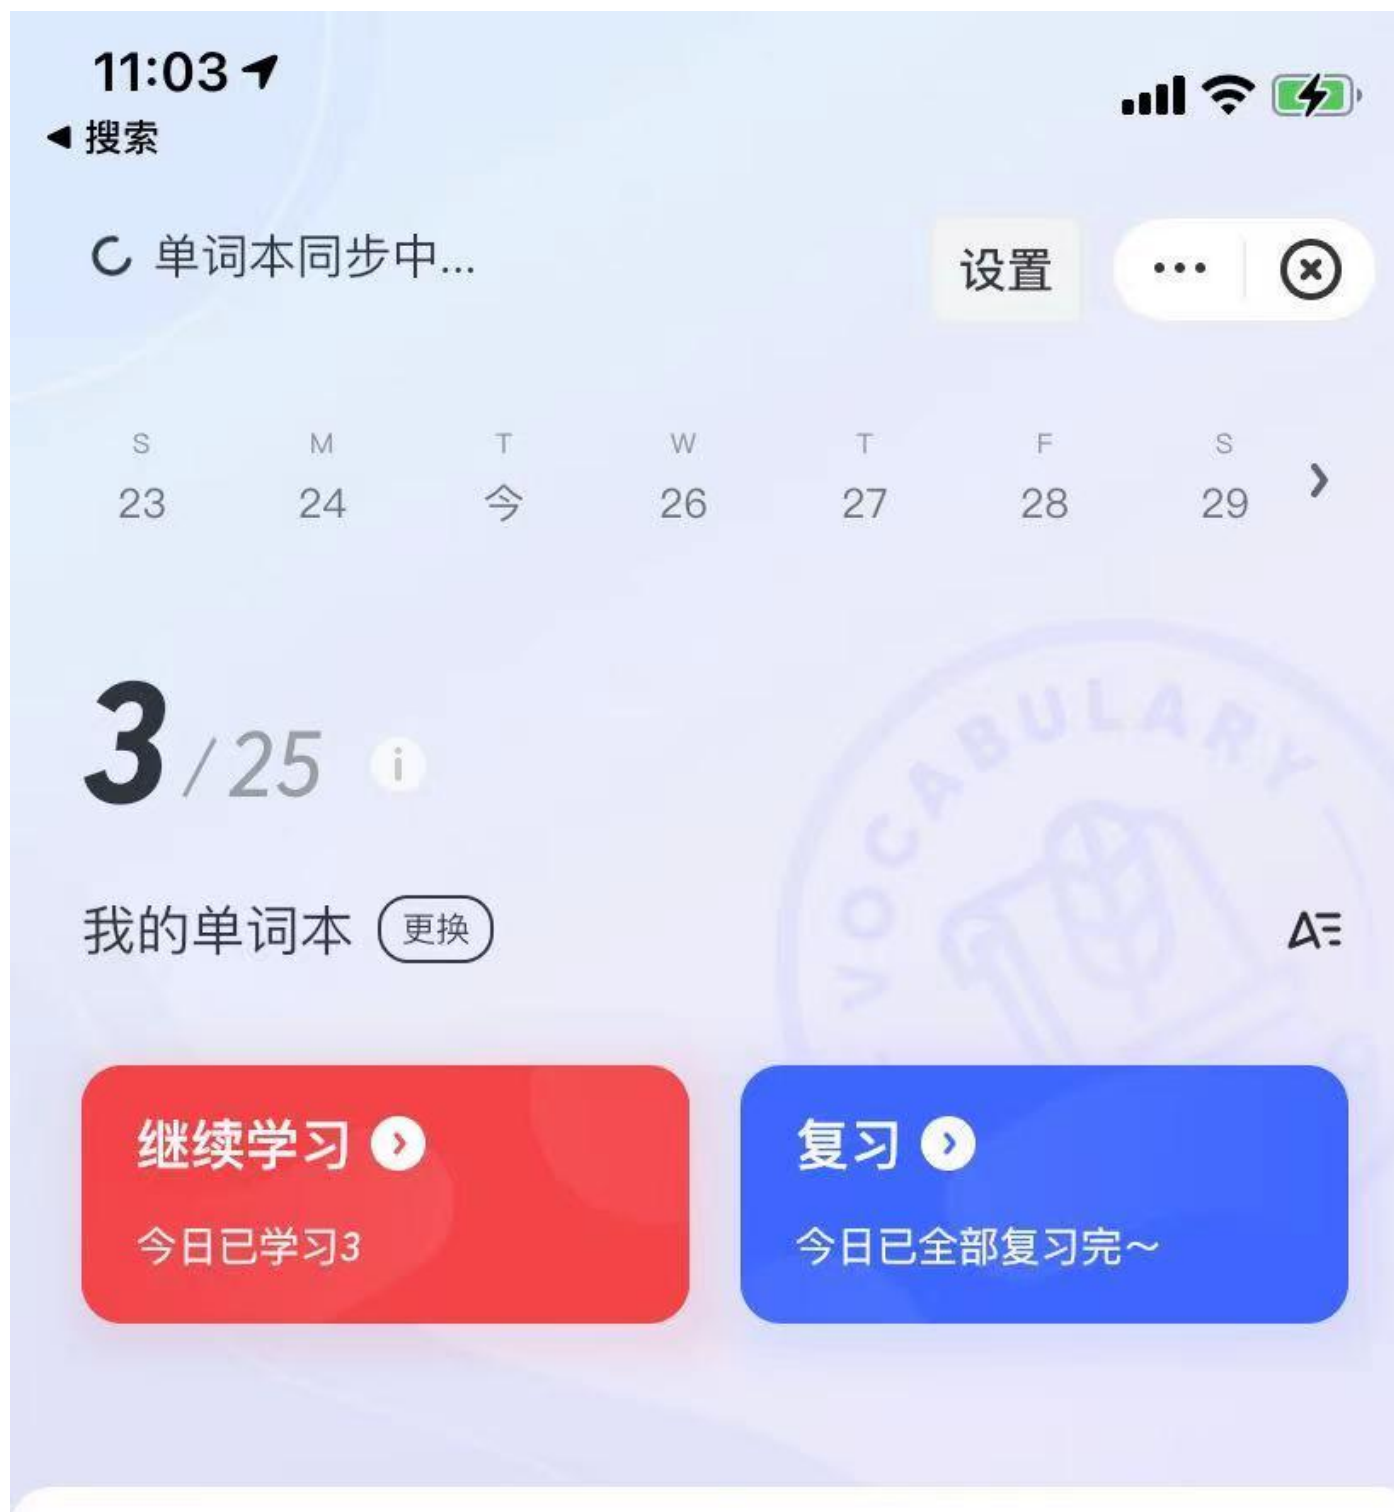 11:03
搜索
单词本同步中...
设置
S M T W T F S
23 24 今 26 27 28 29
3/25
VOCABULARY
我的单词本 更换
继续学习
今日已学习3
复习
今日已全部复习完～